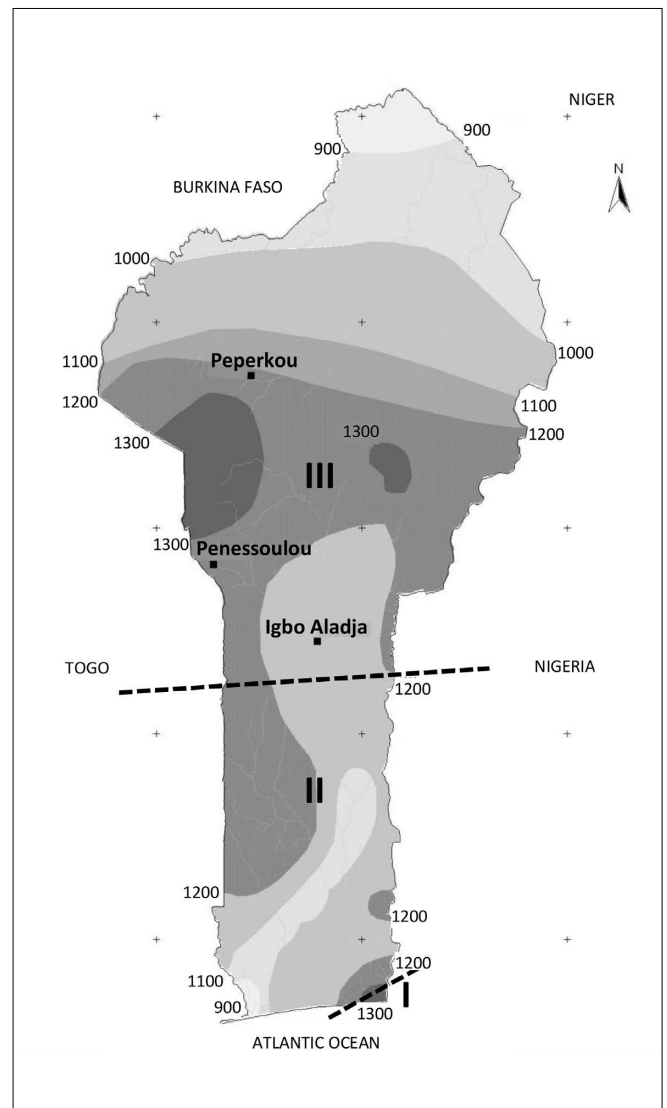 NIGER
900
900
BURKINA FASO
N
1000
1000
1100
Peperkou
1200
1100
1300
1300
1200
III
1300
Penessoulou
Igbo Aladja
TOGO
NIGERIA
1200
II
1200
1200
1200
1100
I
900
1300
ATLANTIC OCEAN